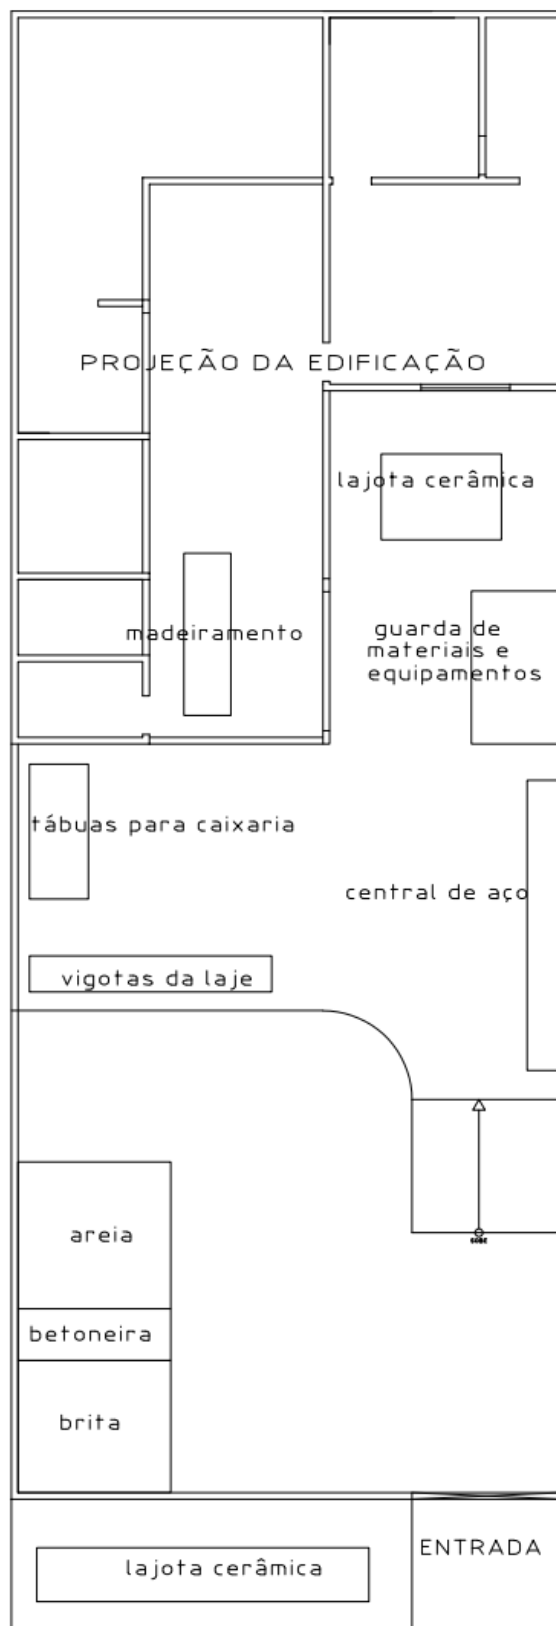 PROJEÇÃO DA EDIFICAÇÃO
lajota cerâmica
madeiramento
guarda de
materiais e
equipamentos
tábuas para caixaria
central de aço
vigotas da laje
areia
betoneira
brita
ENTRADA
lajota cerâmica